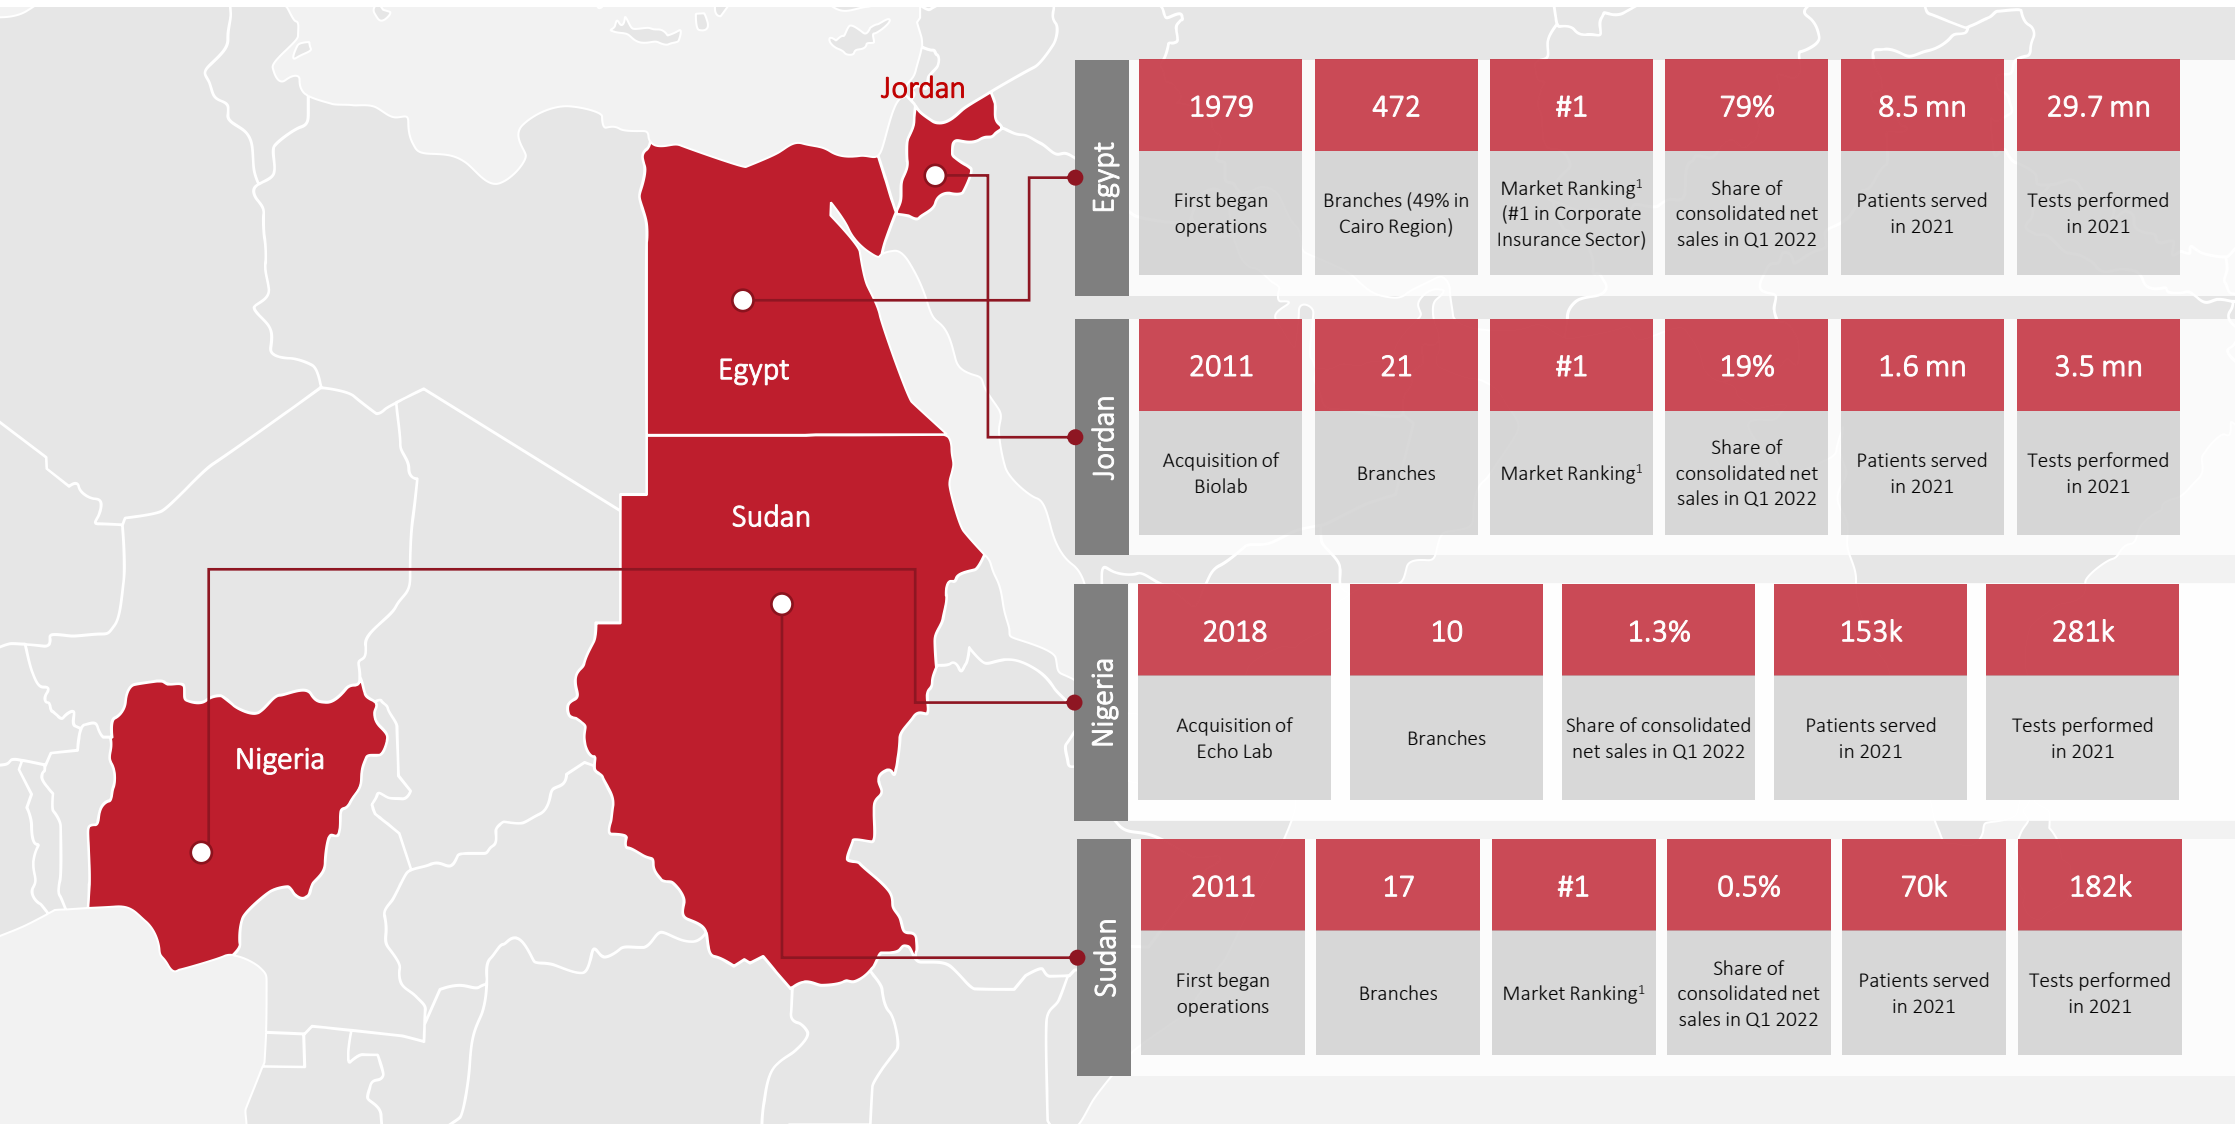 Jordan
Egypt
Sudan
Nigeria
Egypt
1979
First began
operations
472
Branches (49% in
Cairo Region)
#1
Market Ranking¹
(#1 in Corporate
Insurance Sector)
79%
Share of
consolidated net
sales in Q1 2022
8.5 mn
Patients served
in 2021
29.7 mn
Tests performed
in 2021
Jordan
2011
Acquisition of
Biolab
21
Branches
#1
Market Ranking¹
19%
Share of
consolidated net
sales in Q1 2022
1.6 mn
Patients served
in 2021
3.5 mn
Tests performed
in 2021
Nigeria
2018
Acquisition of
Echo Lab
10
Branches
1.3%
Share of consolidated
net sales in Q1 2022
153k
Patients served
in 2021
281k
Tests performed
in 2021
Sudan
2011
First began
operations
17
Branches
#1
Market Ranking¹
0.5%
Share of
consolidated net
sales in Q1 2022
70k
Patients served
in 2021
182k
Tests performed
in 2021